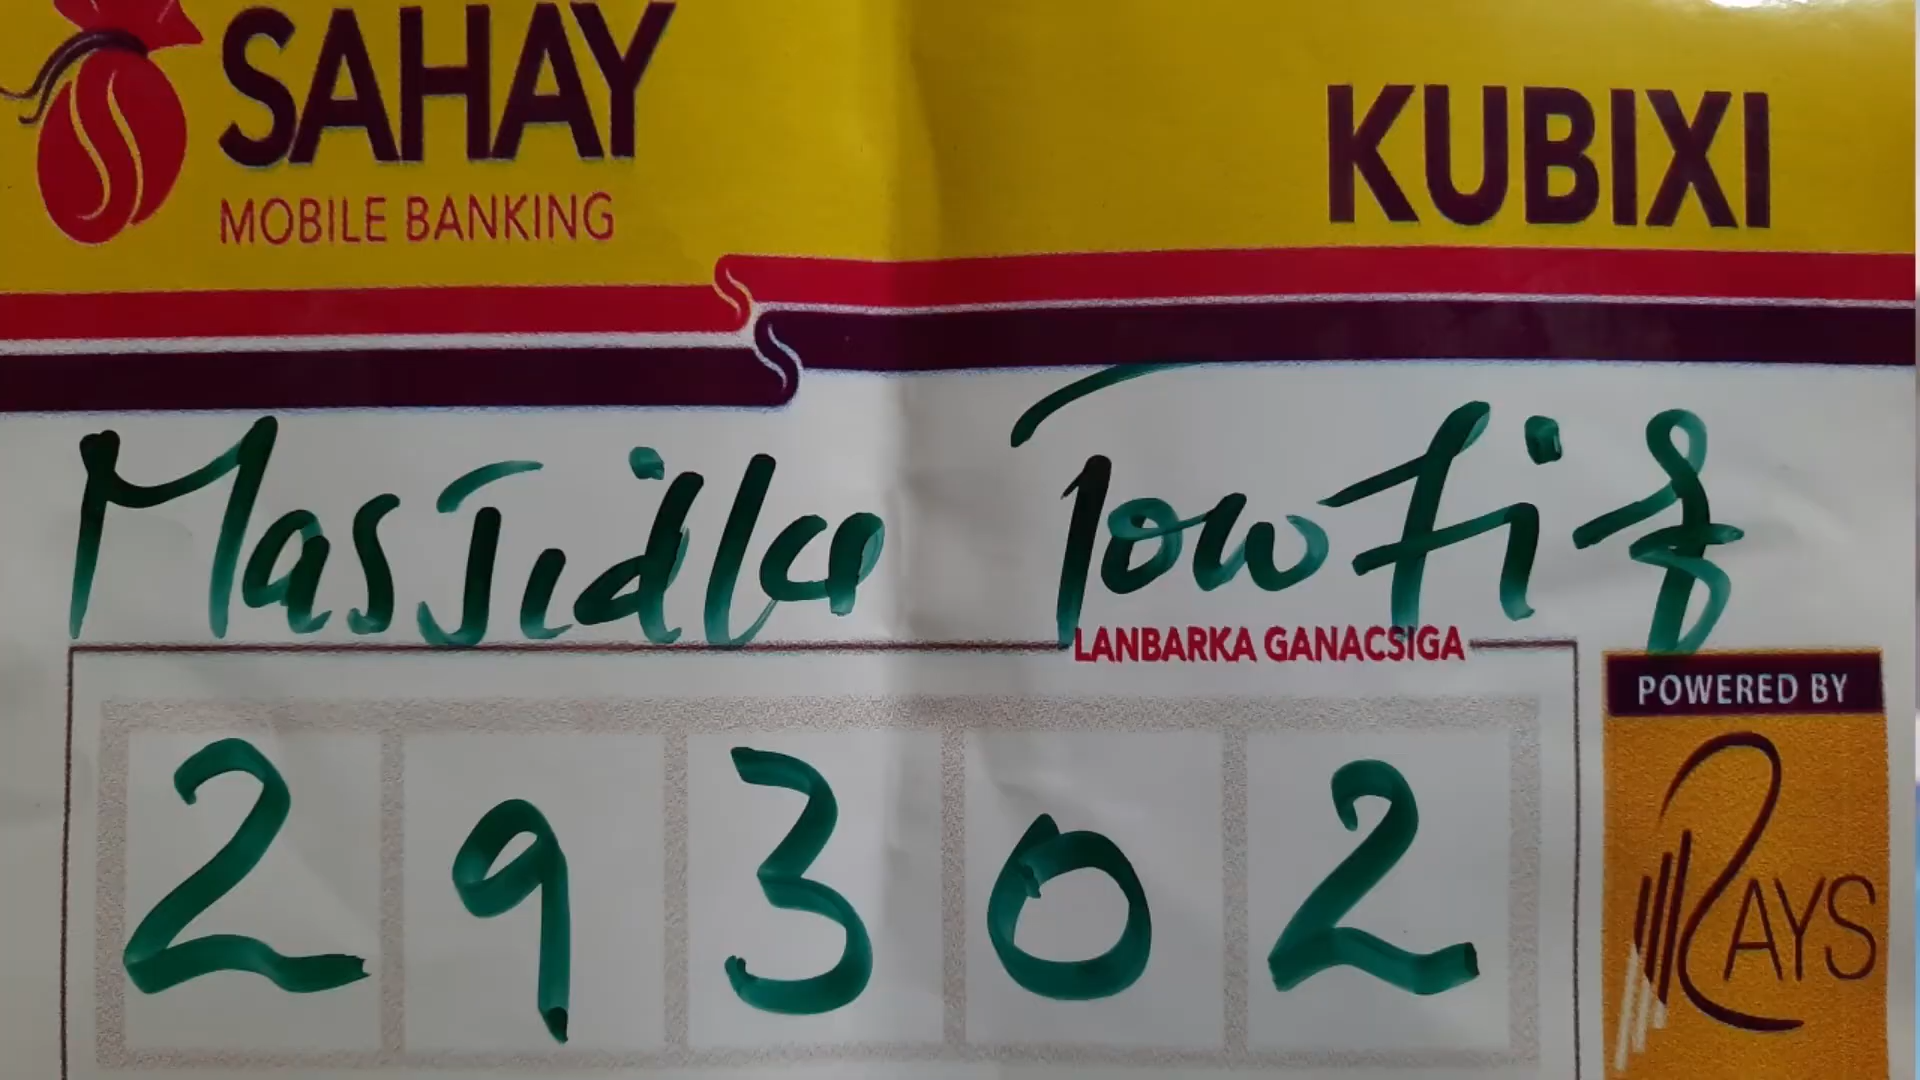 SAHAY
MOBILE BANKING
KUBIXI
Masjidka Towfiq
LANBARKA GANACSIGA
2 9 3 0 2
POWERED BY
RAYS